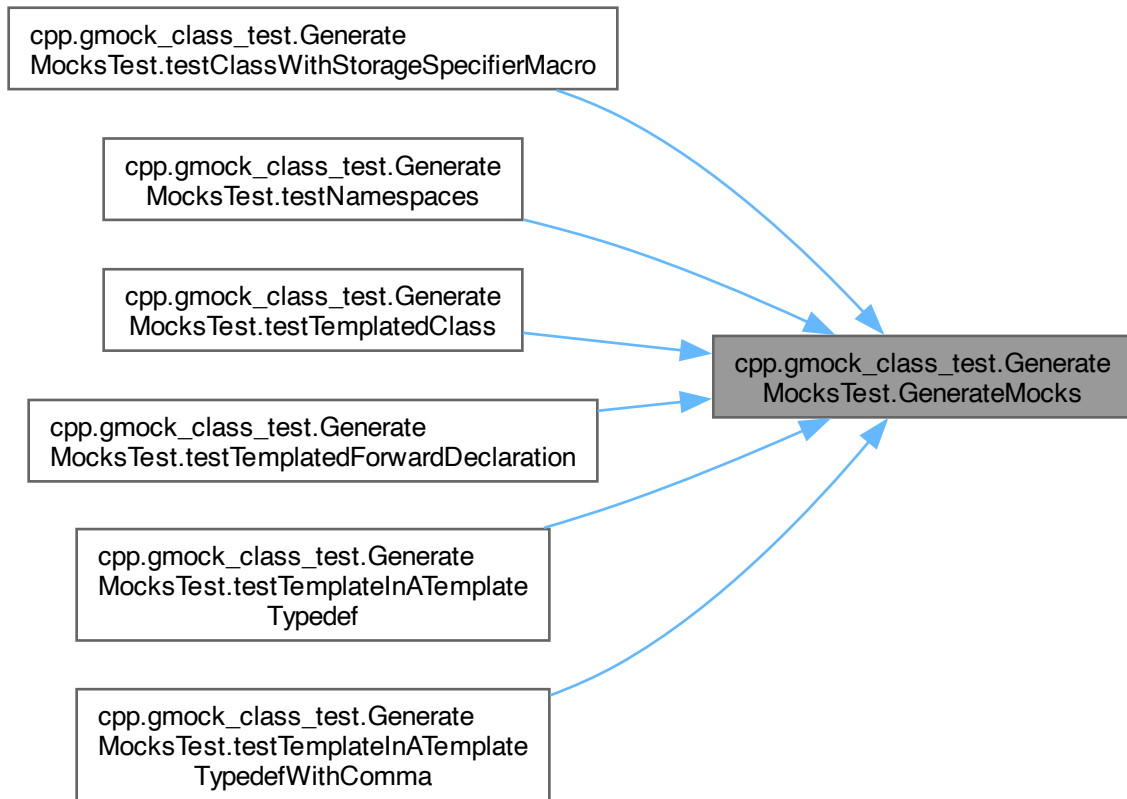 cpp.gmock_class_test.Generate
MocksTest.testClassWithStorageSpecifierMacro
cpp.gmock_class_test.Generate
MocksTest.testNamespaces
cpp.gmock_class_test.Generate
MocksTest.testTemplatedClass
cpp.gmock_class_test.Generate
MocksTest.GenerateMocks
cpp.gmock_class_test.Generate
MocksTest.testTemplatedForwardDeclaration
cpp.gmock_class_test.Generate
MocksTest.testTemplateInATemplate
Typedef
cpp.gmock_class_test.Generate
MocksTest.testTemplateInATemplate
TypedefWithComma